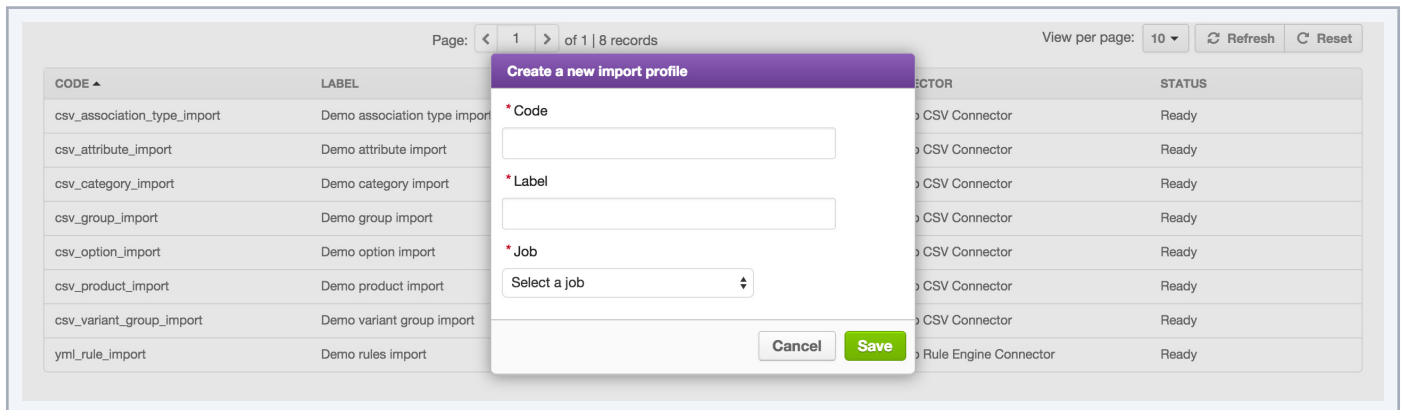 Page: 1 of 1 | 8 records View per page: 10 Refresh Reset
Create a new import profile
CODE LABEL ECTOR STATUS
* Code
csv_association_type_import Demo association type import CSV Connector Ready
csv_attribute_import Demo attribute import CSV Connector Ready
* Label
csv_category_import Demo category import CSV Connector Ready
csv_group_import Demo group import CSV Connector Ready
* Job
csv_option_import Demo option import CSV Connector Ready
Select a job
csv_product_import Demo product import CSV Connector Ready
csv_variant_group_import Demo variant group import CSV Connector Ready
Cancel Save
yml_rule_import Demo rules import Rule Engine Connector Ready